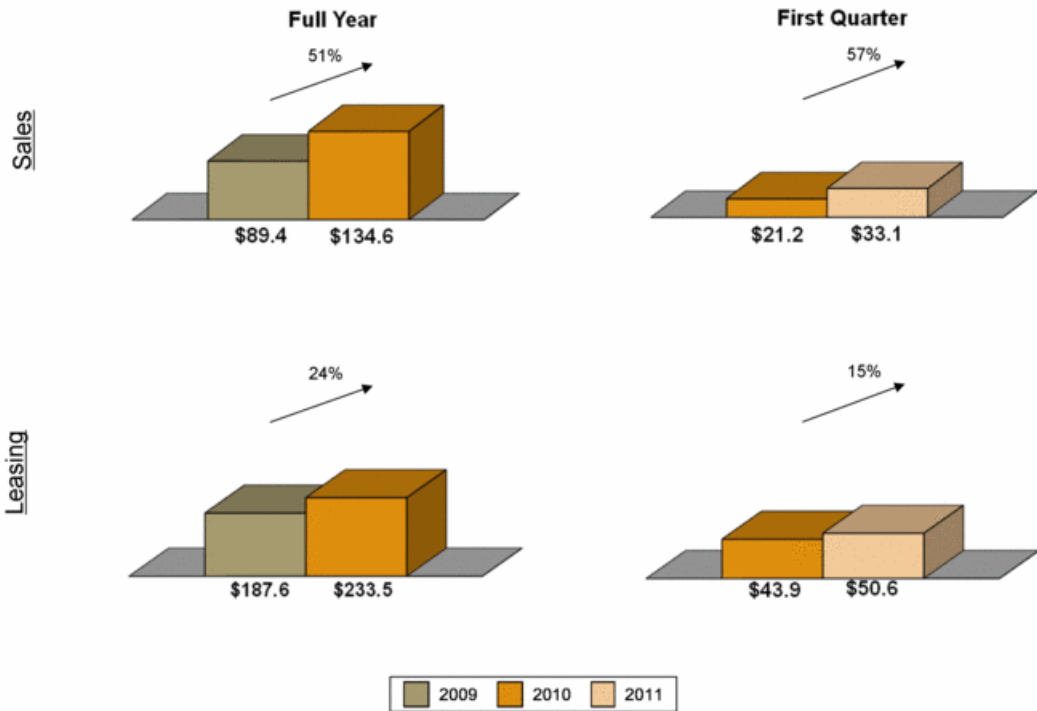 Full Year
First Quarter
Sales
51%
$89.4 $134.6
57%
$21.2 $33.1
Leasing
24%
$187.6 $233.5
15%
$43.9 $50.6
2009 2010 2011